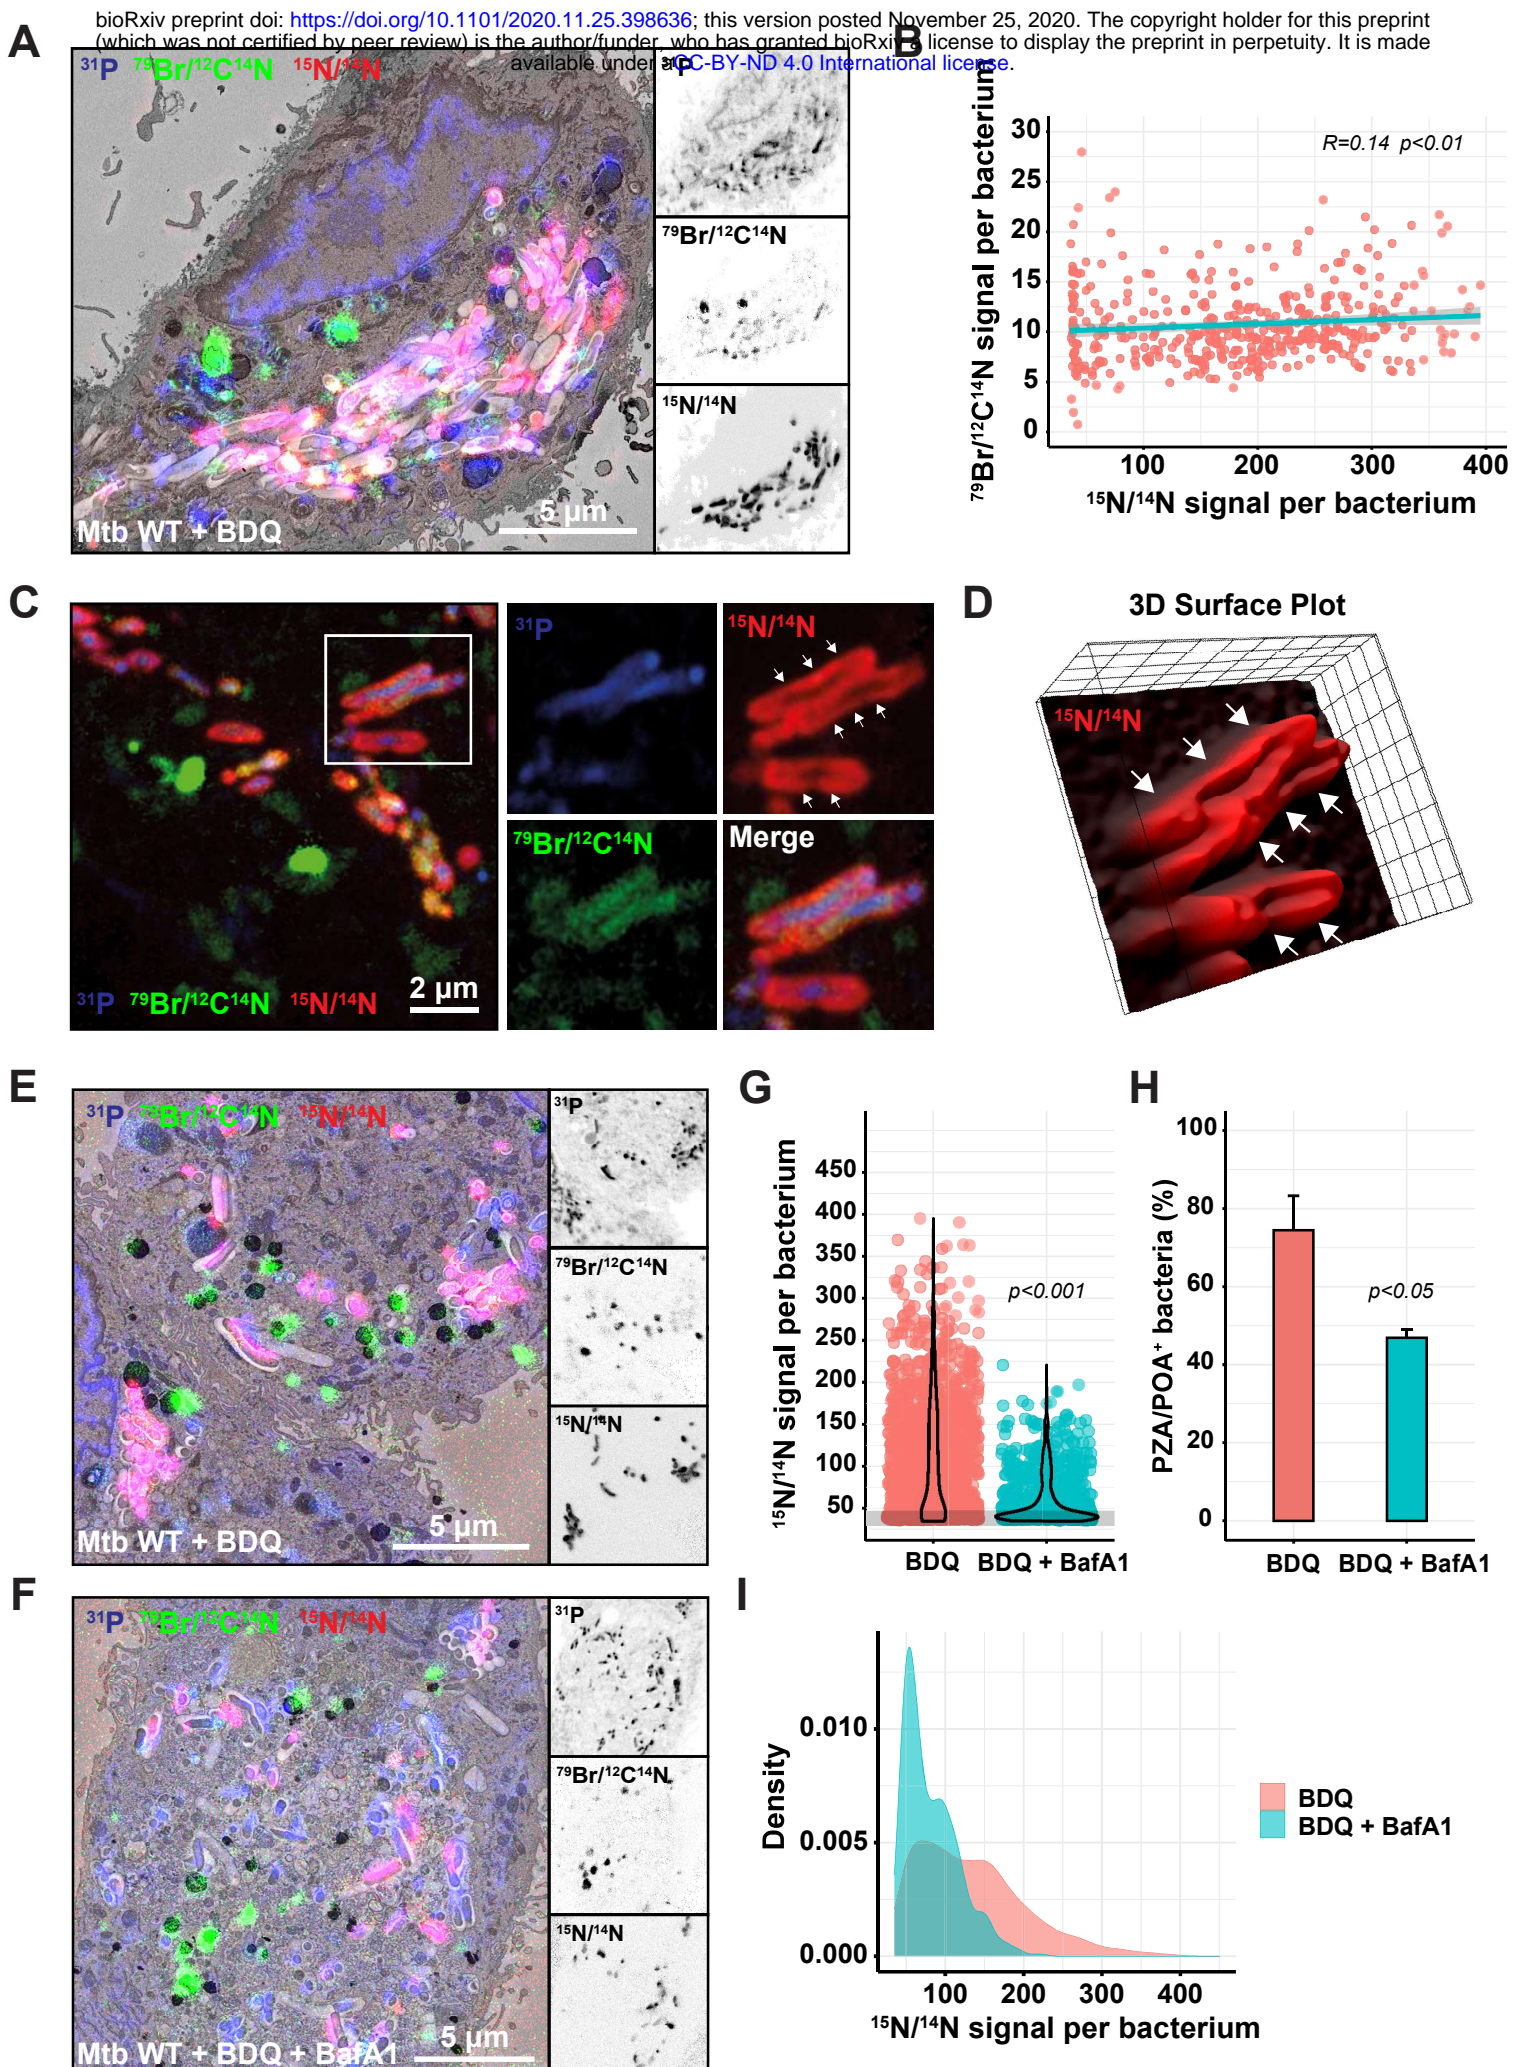 bioRxiv preprint doi: https://doi.org/10.1101/2020.11.25.398636; this version posted November 25, 2020. The copyright holder for this preprint
(which was not certified by peer review) is the author/funder, who has granted bioRxiv a license to display the preprint in perpetuity. It is made
available under aCC-BY-ND 4.0 International license.
A
³¹P ⁷⁹Br/¹²C¹⁴N ¹⁵N/¹⁴N
Mtb WT + BDQ
5 µm
³¹P
⁷⁹Br/¹²C¹⁴N
¹⁵N/¹⁴N
B
⁷⁹Br/¹²C¹⁴N signal per bacterium
30
25
20
15
10
5
0
R=0.14 p<0.01
100 200 300 400
¹⁵N/¹⁴N signal per bacterium
C
³¹P ⁷⁹Br/¹²C¹⁴N ¹⁵N/¹⁴N
2 µm
³¹P
¹⁵N/¹⁴N
⁷⁹Br/¹²C¹⁴N
Merge
D
3D Surface Plot
¹⁵N/¹⁴N
E
³¹P ⁷⁹Br/¹²C¹⁴N ¹⁵N/¹⁴N
Mtb WT + BDQ
5 µm
³¹P
⁷⁹Br/¹²C¹⁴N
¹⁵N/¹⁴N
F
³¹P ⁷⁹Br/¹²C¹⁴N ¹⁵N/¹⁴N
Mtb WT + BDQ + BafA1
5 µm
³¹P
⁷⁹Br/¹²C¹⁴N
¹⁵N/¹⁴N
G
¹⁵N/¹⁴N signal per bacterium
450
400
350
300
250
200
150
100
50
p<0.001
BDQ BDQ + BafA1
H
PZA/POA⁺ bacteria (%)
100
80
60
40
20
0
p<0.05
BDQ BDQ + BafA1
I
Density
0.010
0.005
0.000
100 200 300 400
¹⁵N/¹⁴N signal per bacterium
BDQ
BDQ + BafA1